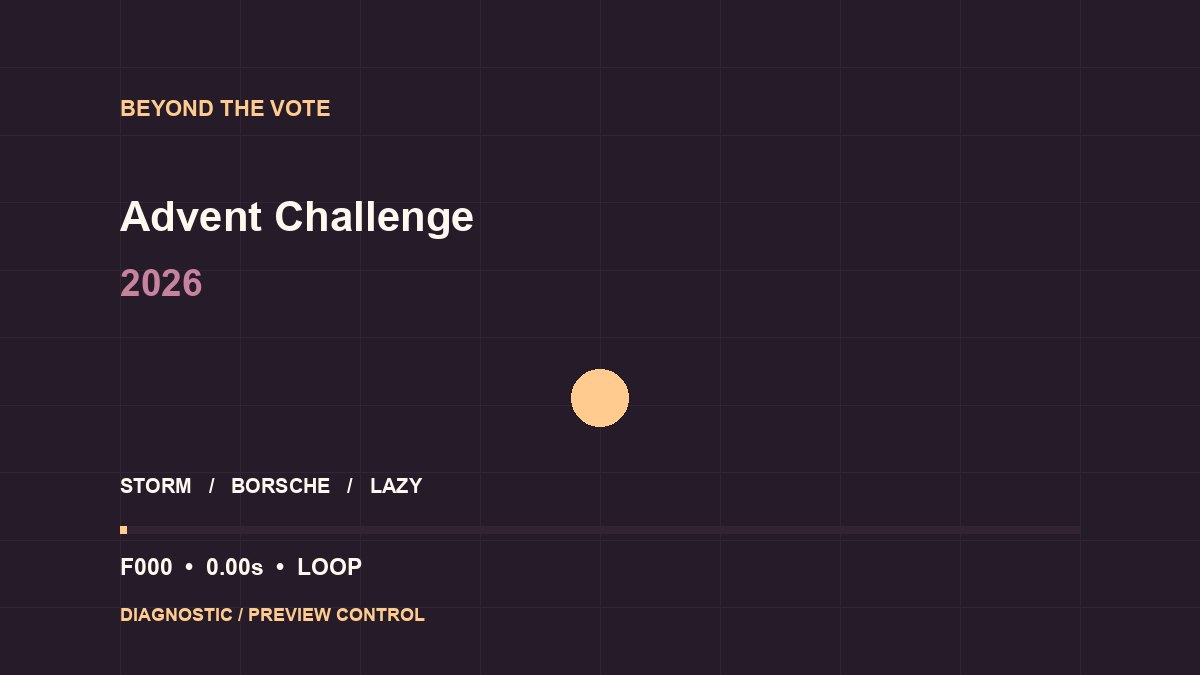 BEYOND THE VOTE
Advent Challenge
2026
STORM / BORSCHE / LAZY
F000 • 0.00s • LOOP
DIAGNOSTIC / PREVIEW CONTROL